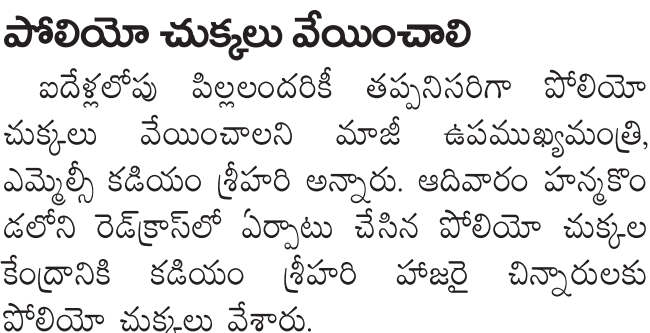 పోలియో చుక్కలు వేయించాలి
ఐదేళ్లలోపు పిల్లలందరికీ తప్పనిసరిగా పోలియో
చుక్కలు వేయించాలని మాజీ ఉపముఖ్యమంత్రి,
ఎమ్మెల్సీ కడియం శ్రీహరి అన్నారు. ఆదివారం హన్మకొం
డలోని రెడ్‌క్రాస్‌లో ఏర్పాటు చేసిన పోలియో చుక్కల
కేంద్రానికి కడియం శ్రీహరి హాజరై చిన్నారులకు
పోలియో చుక్కలు వేశారు.